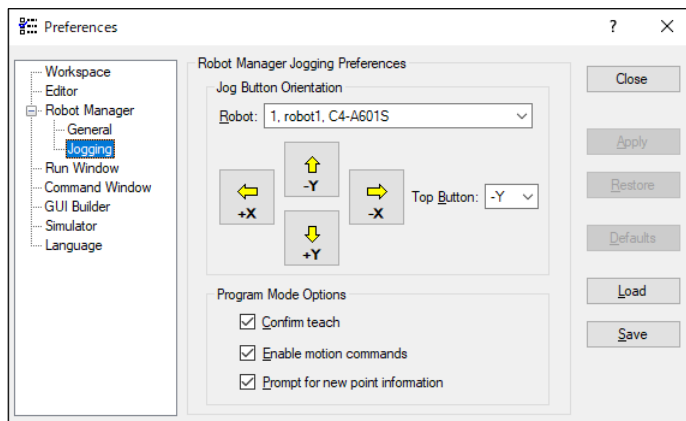 Preferences
?
Workspace
Editor
Robot Manager
General
Jogging
Run Window
Command Window
GUI Builder
Simulator
Language
Robot Manager Jogging Preferences
Jog Button Orientation
Robot: 1, robot1, C4-A601S
-Y
+X
-X
+Y
Top Button: -Y
Program Mode Options
Confirm teach
Enable motion commands
Prompt for new point information
Close
Apply
Restore
Defaults
Load
Save